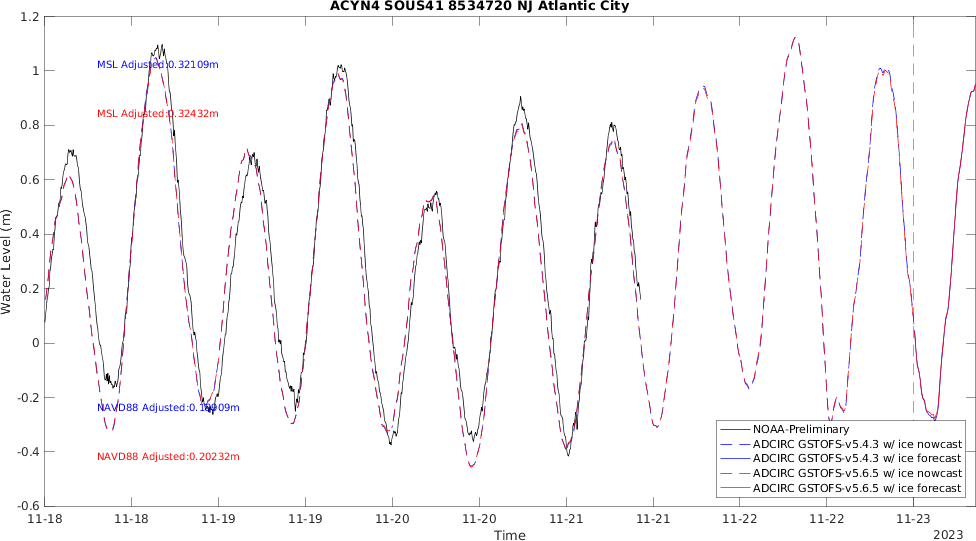 ACYN4 SOUS41 8534720 NJ Atlantic City
1.2
1
0.8
0.6
0.4
0.2
0
-0.2
-0.4
-0.6
Water Level (m)
MSL Adjusted:0.32109m
MSL Adjusted:0.32432m
NAVD88 Adjusted:
NAVD88 Adjusted:0.20232m
NOAA-Preliminary
ADCIRC GSTOFS-v5.4.3 w/ ice nowcast
ADCIRC GSTOFS-v5.4.3 w/ ice forecast
ADCIRC GSTOFS-v5.6.5 w/ ice nowcast
ADCIRC GSTOFS-v5.6.5 w/ ice forecast
11-18 11-18 11-19 11-19 11-20 11-20 11-21 11-21 11-22 11-22 11-23
Time
2023